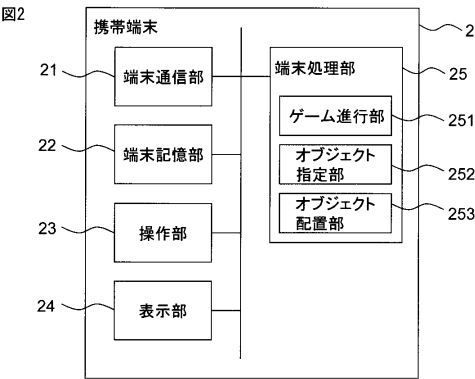 図2
携帯端末
2
21
端末通信部
端末処理部
25
ゲーム進行部
251
22
端末記憶部
オブジェクト
指定部
252
オブジェクト
配置部
253
23
操作部
24
表示部